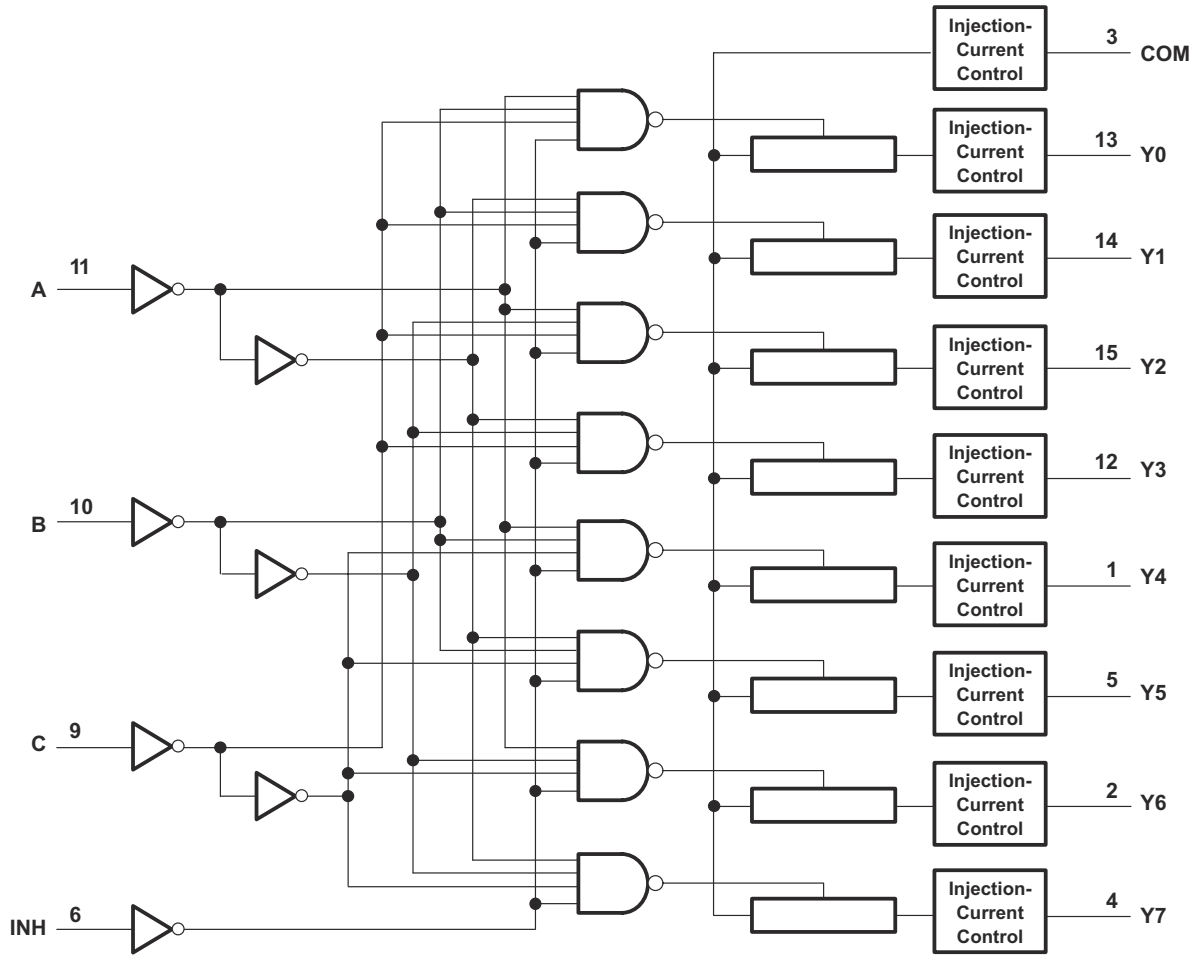 Injection-
Current
Control
3
COM
Injection-
Current
Control
13
Y0
Injection-
Current
Control
14
Y1
11
A
Injection-
Current
Control
15
Y2
Injection-
Current
Control
12
Y3
10
B
Injection-
Current
Control
1
Y4
Injection-
Current
Control
5
Y5
9
C
Injection-
Current
Control
2
Y6
Injection-
Current
Control
4
Y7
INH
6